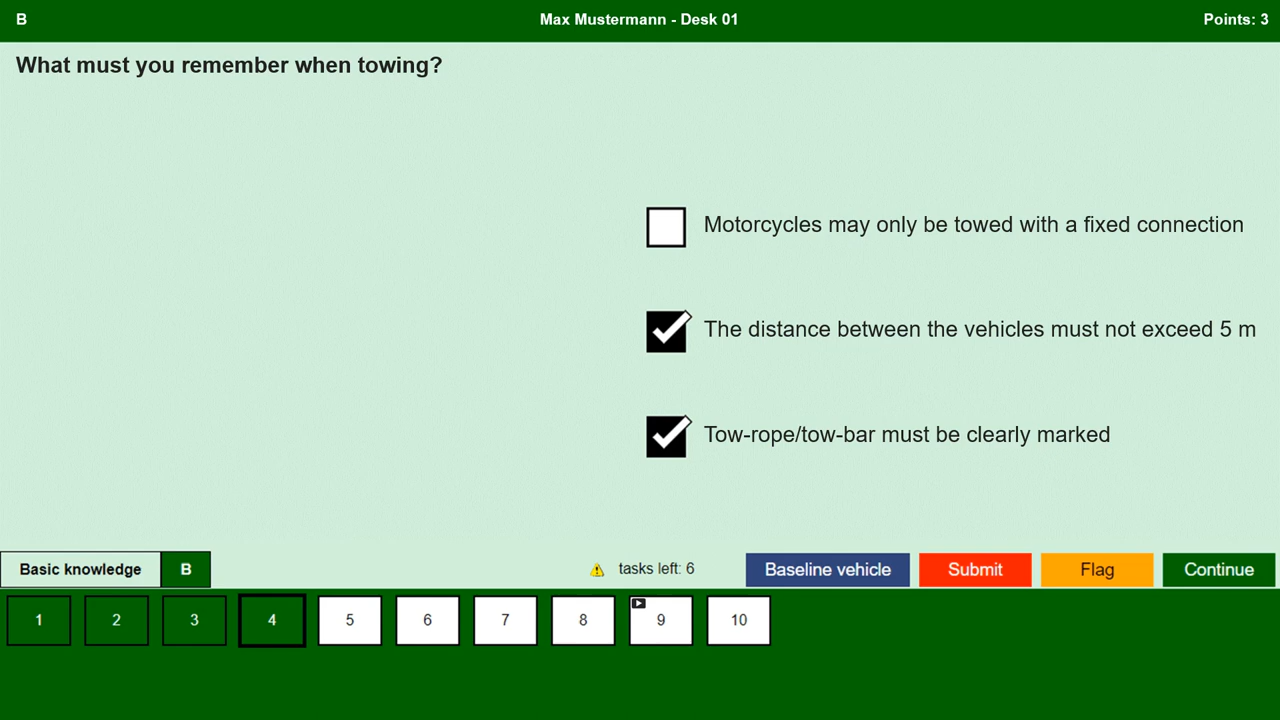 B
Max Mustermann - Desk 01
Points: 3
What must you remember when towing?
Motorcycles may only be towed with a fixed connection
The distance between the vehicles must not exceed 5 m
Tow-rope/tow-bar must be clearly marked
Basic knowledge
B
tasks left: 6
Baseline vehicle
Submit
Flag
Continue
1
2
3
4
5
6
7
8
9
10